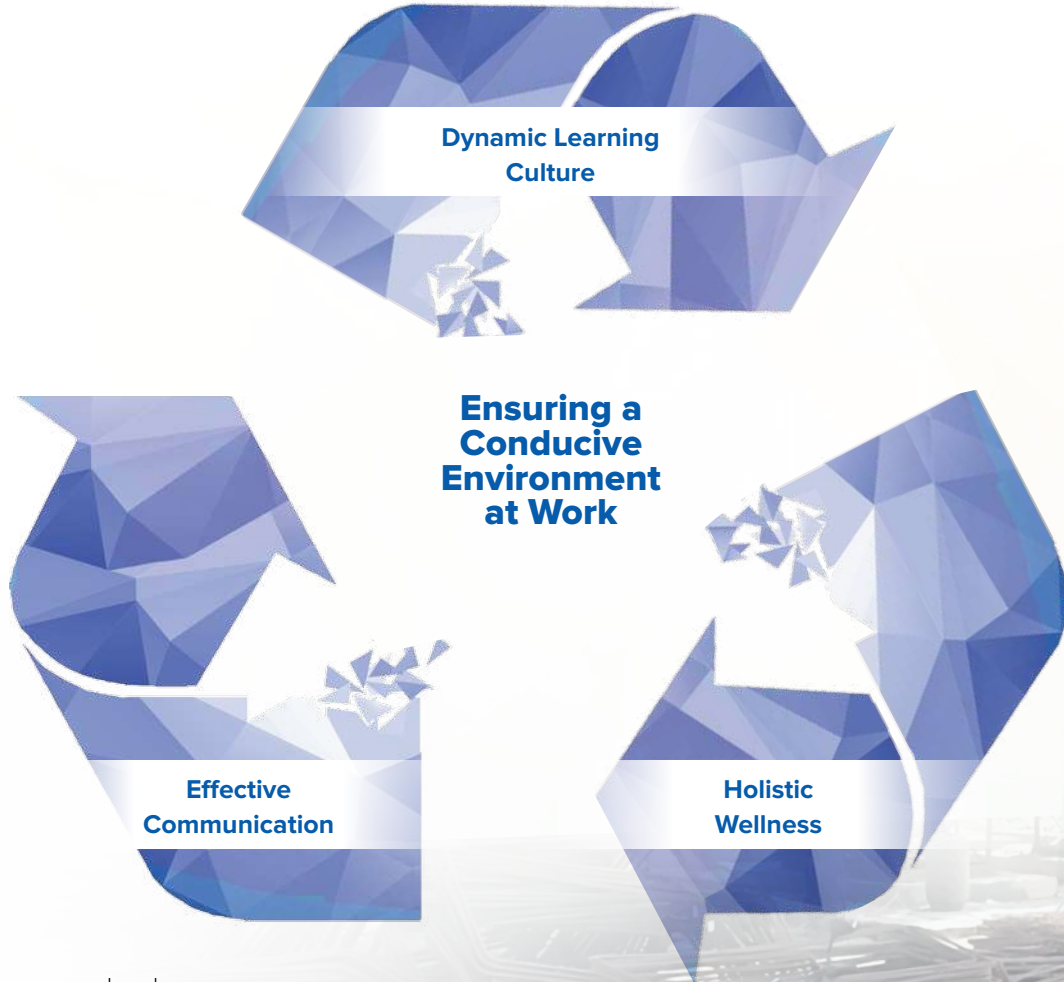 Dynamic Learning
Culture
Ensuring a
Conducive
Environment
at Work
Effective
Communication
Holistic
Wellness